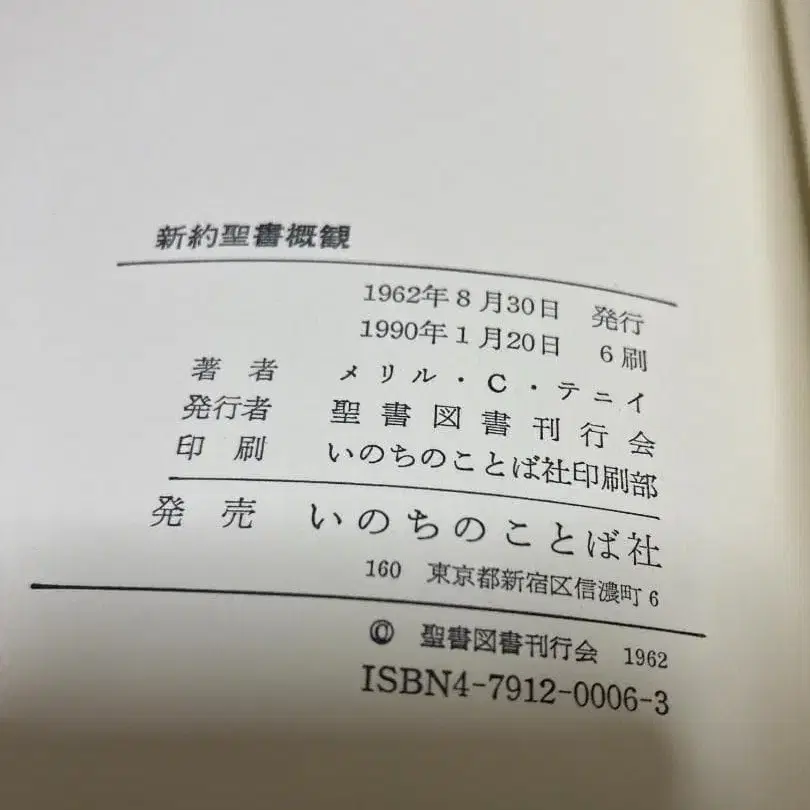 新約聖書概観
1962年8月30日 発行
1990年1月20日 6刷
著者 メリル・C・テニイ
発行者 聖書図書刊行会
印刷 いのちのことば社印刷部
発売 いのちのことば社
160 東京都新宿区信濃町6
© 聖書図書刊行会 1962
ISBN4-7912-0006-3